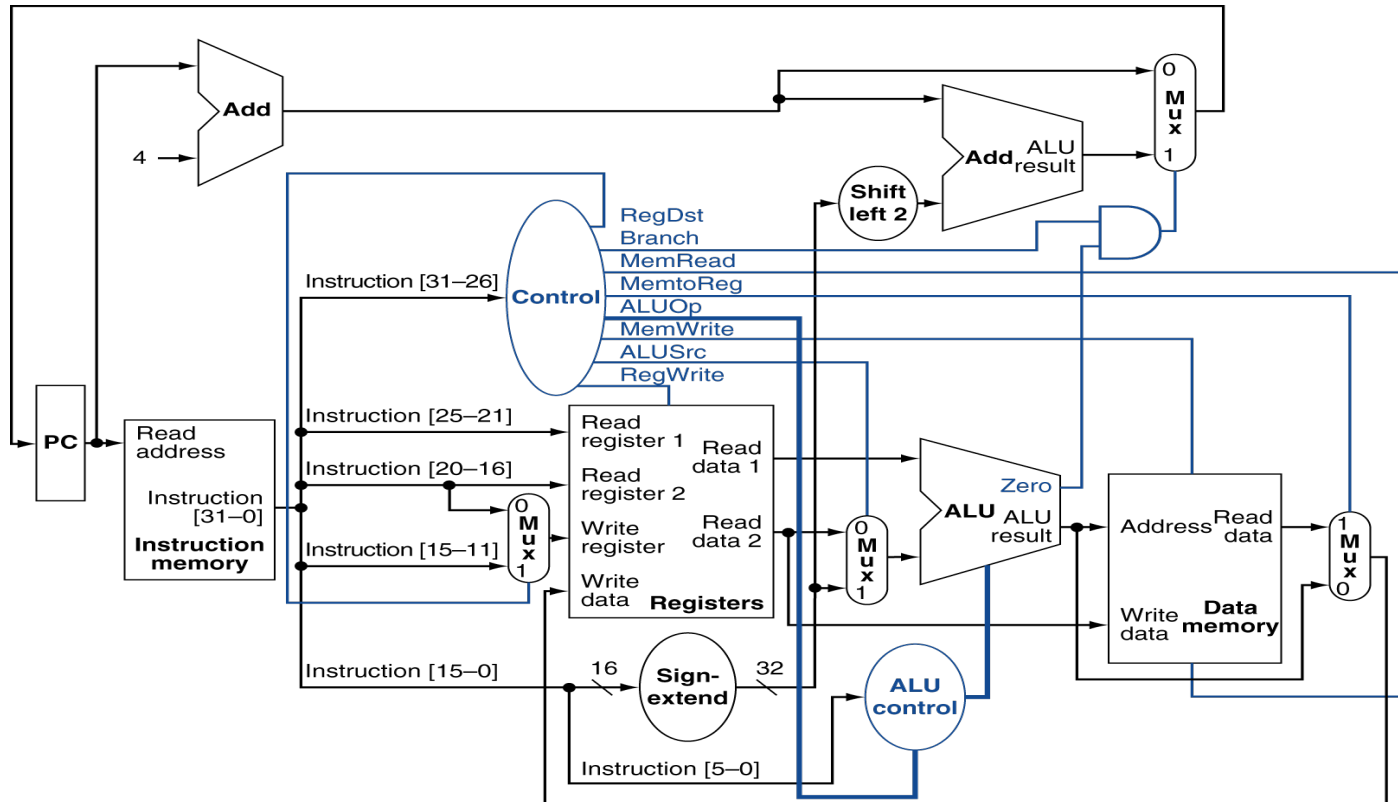 Add
4
0
Mux
1
Add
ALU
result
Shift
left 2
RegDst
Branch
MemRead
MemtoReg
ALUOp
MemWrite
ALUSrc
RegWrite
Instruction [31–26]
Control
PC
Read
address
Instruction
[31–0]
Instruction
memory
Instruction [25–21]
Instruction [20–16]
Instruction [15–11]
0
Mux
1
Read
register 1
Read
register 2
Write
register
Write
data
Read
data 1
Read
data 2
Registers
0
Mux
1
Zero
ALU
ALU
result
Address
Read
data
Write
data
Data
memory
1
Mux
0
Instruction [15–0]
16
Sign-
extend
32
ALU
control
Instruction [5–0]